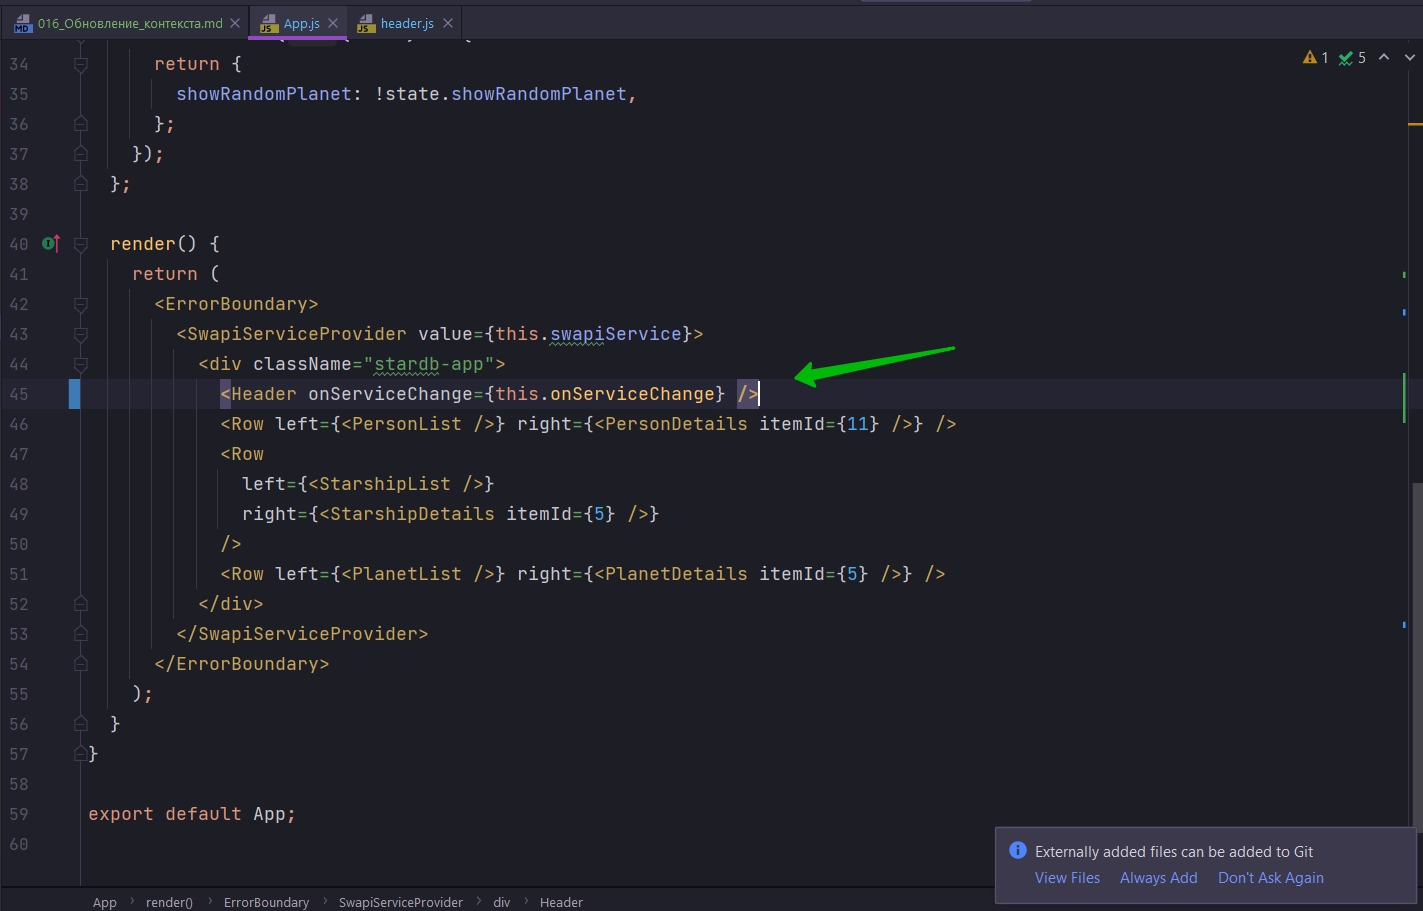 016_Обновление_контекста.md App.js header.js
1 5
34 return {
35 showRandomPlanet: !state.showRandomPlanet,
36 };
37 });
38 };
39
40 render() {
41 return (
42 <ErrorBoundary>
43 <SwapiServiceProvider value={this.swapiService}>
44 <div className="stardb-app">
45 <Header onServiceChange={this.onServiceChange} />
46 <Row left={<PersonList />} right={<PersonDetails itemId={11} />} />
47 <Row
48 left={<StarshipList />}
49 right={<StarshipDetails itemId={5} />}
50 />
51 <Row left={<PlanetList />} right={<PlanetDetails itemId={5} />} />
52 </div>
53 </SwapiServiceProvider>
54 </ErrorBoundary>
55 );
56 }
57 }
58
59 export default App;
60
Externally added files can be added to Git
View Files Always Add Don't Ask Again
App › render() › ErrorBoundary › SwapiServiceProvider › div › Header